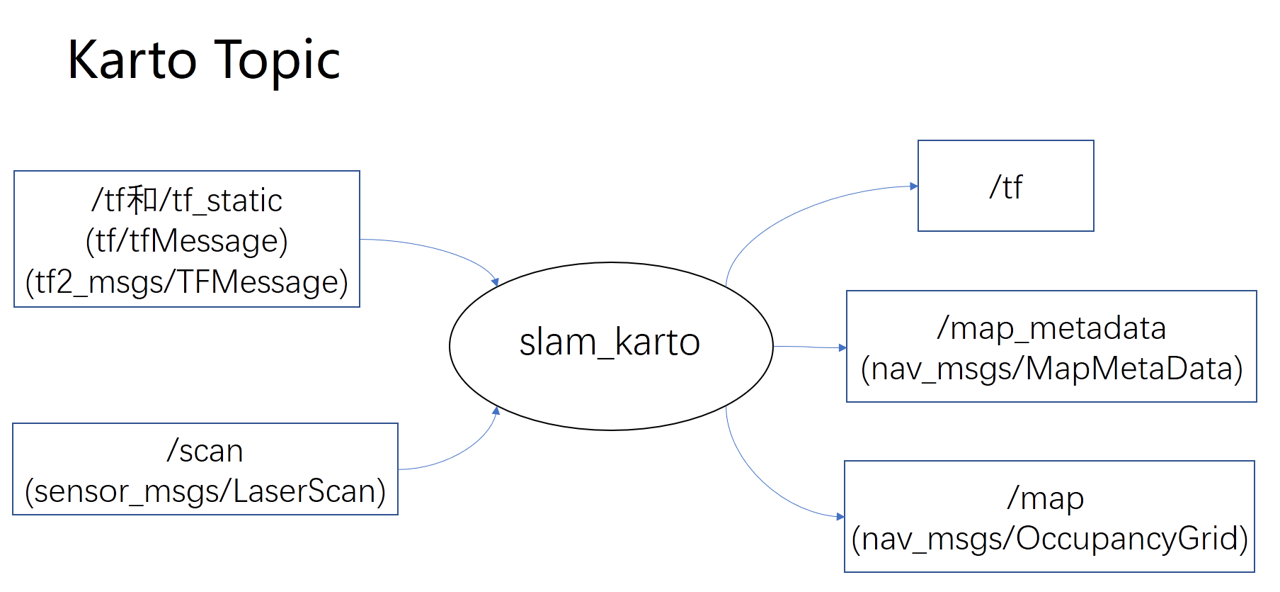 Karto Topic
/tf和/tf_static
(tf/tfMessage)
(tf2_msgs/TFMessage)
/scan
(sensor_msgs/LaserScan)
slam_karto
/tf
/map_metadata
(nav_msgs/MapMetaData)
/map
(nav_msgs/OccupancyGrid)